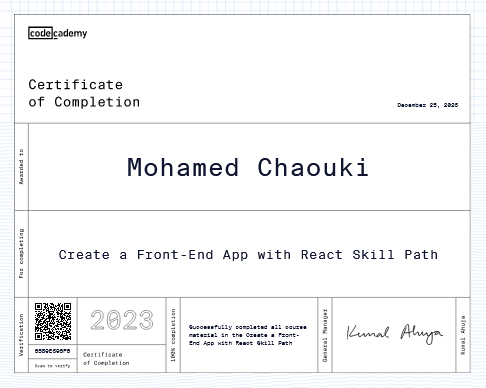 codecademy
Certificate
of Completion
December 25, 2025
Awarded to
Mohamed Chaouki
For completing
Create a Front-End App with React Skill Path
Verification
Scan to verify
2023
Certificate
of Completion
100% completion
Successfully completed all course
material in the Create a Front-
End App with React Skill Path
General Manager
Kunal Ahuja
Kunal Ahuja